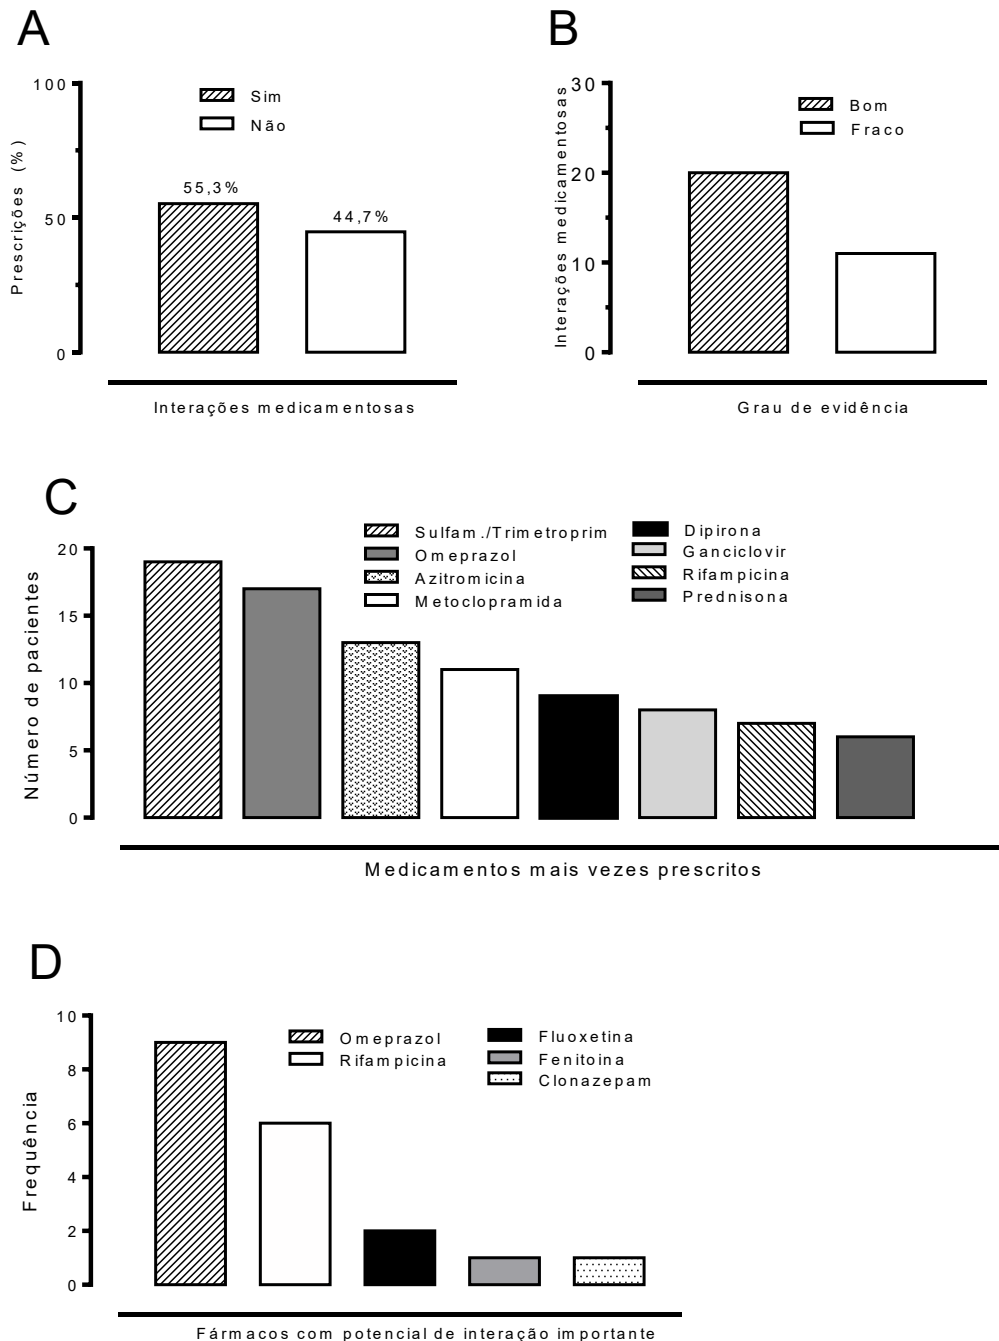 A
Prescrições (%)
100
50
0
Sim
Não
55,3%
44,7%
Interações medicamentosas
B
Interações medicamentosas
30
20
10
0
Bom
Fraco
Grau de evidência
C
Número de pacientes
20
15
10
5
0
Sulfam./Trimetroprim
Omeprazol
Azitromicina
Metoclopramida
Dipirona
Ganciclovir
Rifampicina
Prednisona
Medicamentos mais vezes prescritos
D
Frequência
10
8
6
4
2
0
Omeprazol
Rifampicina
Fluoxetina
Fenitoina
Clonazepam
Fármacos com potencial de interação importante